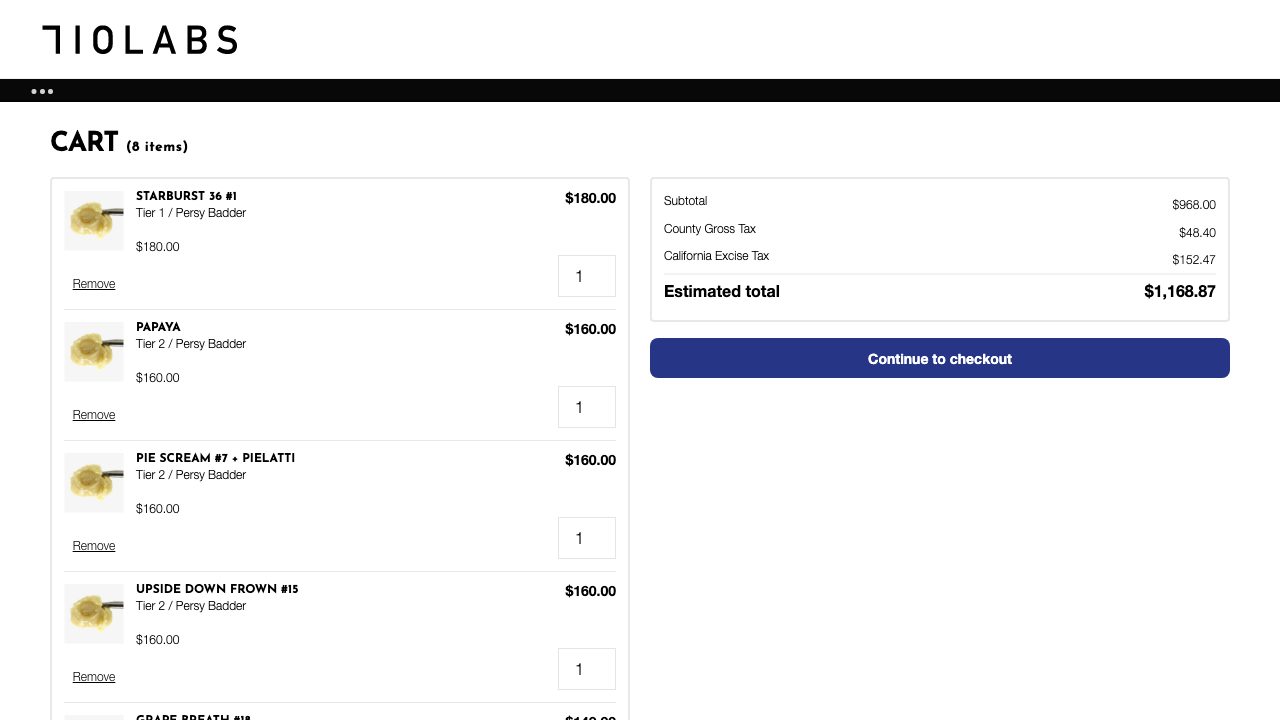 710LABS
CART (8 items)
STARBURST 36 #1
$180.00
Tier 1 / Persy Badder
$180.00
1
Remove
PAPAYA
$160.00
Tier 2 / Persy Badder
$160.00
1
Remove
PIE SCREAM #7 + PIELATTI
$160.00
Tier 2 / Persy Badder
$160.00
1
Remove
UPSIDE DOWN FROWN #15
$160.00
Tier 2 / Persy Badder
$160.00
1
Remove
GRAPE BREATH #18
$140.00
Subtotal
$968.00
County Gross Tax
$48.40
California Excise Tax
$152.47
Estimated total
$1,168.87
Continue to checkout